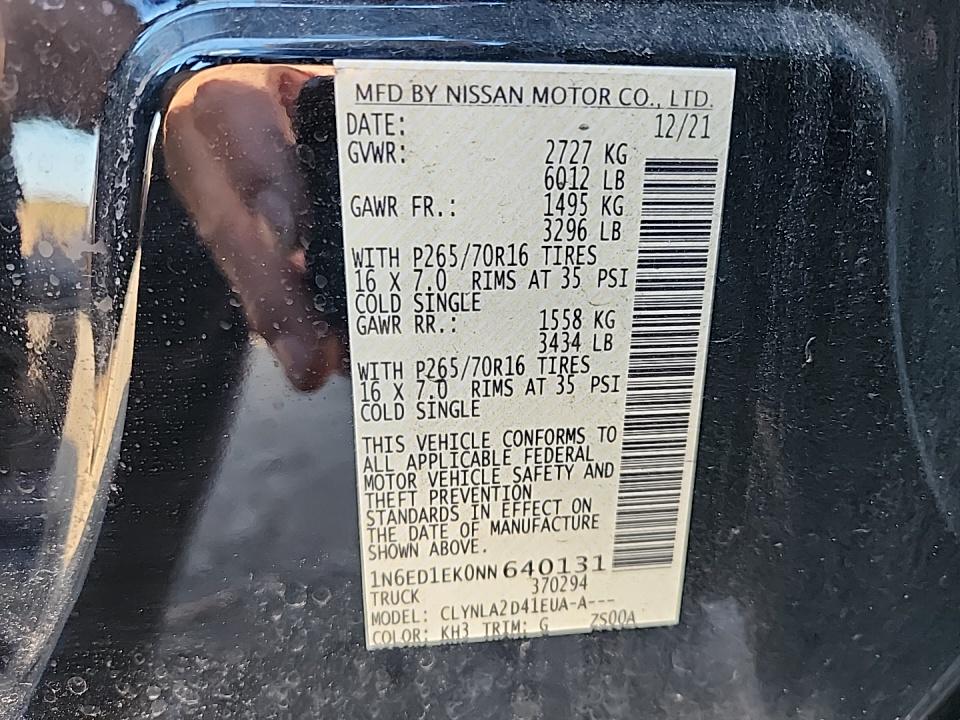 MFD BY NISSAN MOTOR CO., LTD.
DATE: 12/21
GVWR: 2727 KG
6012 LB
GAWR FR.: 1495 KG
3296 LB
WITH P265/70R16 TIRES
16 X 7.0 RIMS AT 35 PSI
COLD SINGLE
GAWR RR.: 1558 KG
3434 LB
WITH P265/70R16 TIRES
16 X 7.0 RIMS AT 35 PSI
COLD SINGLE
THIS VEHICLE CONFORMS TO
ALL APPLICABLE FEDERAL
MOTOR VEHICLE SAFETY AND
THEFT PREVENTION
STANDARDS IN EFFECT ON
THE DATE OF MANUFACTURE
SHOWN ABOVE.
1N6ED1EK0NN640131
TRUCK 370294
MODEL: CLYNLA2D41EUA-A---
COLOR: KH3 TRIM: G ZS00A